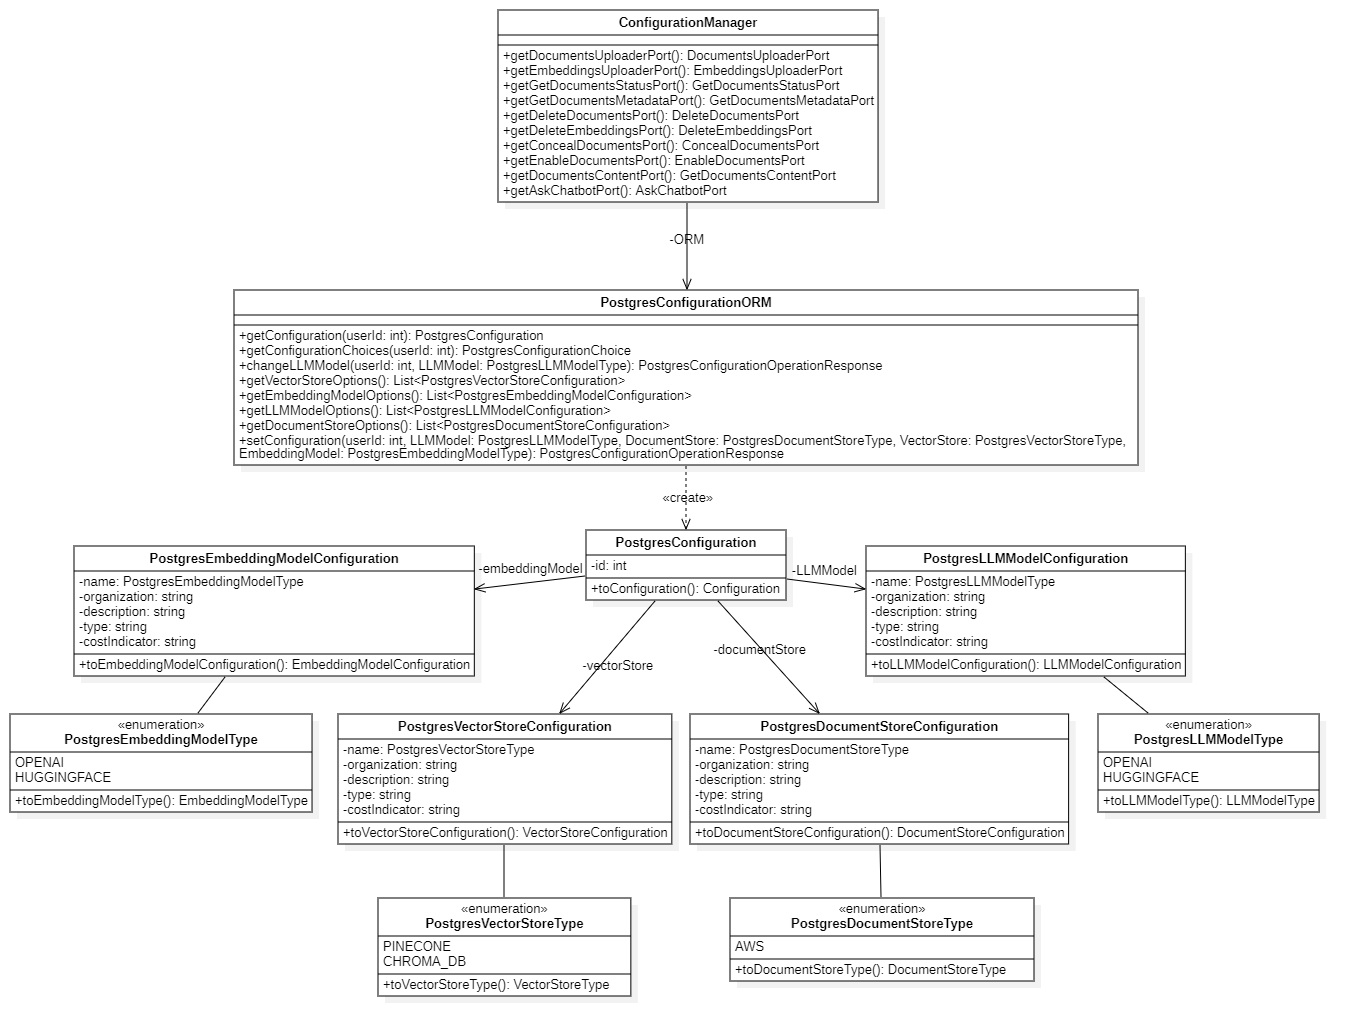 ConfigurationManager
+getDocumentsUploaderPort(): DocumentsUploaderPort
+getEmbeddingsUploaderPort(): EmbeddingsUploaderPort
+getGetDocumentsStatusPort(): GetDocumentsStatusPort
+getGetDocumentsMetadataPort(): GetDocumentsMetadataPort
+getDeleteDocumentsPort(): DeleteDocumentsPort
+getDeleteEmbeddingsPort(): DeleteEmbeddingsPort
+getConcealDocumentsPort(): ConcealDocumentsPort
+getEnableDocumentsPort(): EnableDocumentsPort
+getDocumentsContentPort(): GetDocumentsContentPort
+getAskChatbotPort(): AskChatbotPort
-ORM
PostgresConfigurationORM
+getConfiguration(userId: int): PostgresConfiguration
+getConfigurationChoices(userId: int): PostgresConfigurationChoice
+changeLLMModel(userId: int, LLMModel: PostgresLLMModelType): PostgresConfigurationOperationResponse
+getVectorStoreOptions(): List<PostgresVectorStoreConfiguration>
+getEmbeddingModelOptions(): List<PostgresEmbeddingModelConfiguration>
+getLLMModelOptions(): List<PostgresLLMModelConfiguration>
+getDocumentStoreOptions(): List<PostgresDocumentStoreConfiguration>
+setConfiguration(userId: int, LLMModel: PostgresLLMModelType, DocumentStore: PostgresDocumentStoreType, VectorStore: PostgresVectorStoreType,
EmbeddingModel: PostgresEmbeddingModelType): PostgresConfigurationOperationResponse
«create»
PostgresConfiguration
-id: int
+toConfiguration(): Configuration
-embeddingModel
-LLMModel
-vectorStore
-documentStore
PostgresEmbeddingModelConfiguration
-name: PostgresEmbeddingModelType
-organization: string
-description: string
-type: string
-costIndicator: string
+toEmbeddingModelConfiguration(): EmbeddingModelConfiguration
PostgresLLMModelConfiguration
-name: PostgresLLMModelType
-organization: string
-description: string
-type: string
-costIndicator: string
+toLLMModelConfiguration(): LLMModelConfiguration
«enumeration»
PostgresEmbeddingModelType
OPENAI
HUGGINGFACE
+toEmbeddingModelType(): EmbeddingModelType
PostgresVectorStoreConfiguration
-name: PostgresVectorStoreType
-organization: string
-description: string
-type: string
-costIndicator: string
+toVectorStoreConfiguration(): VectorStoreConfiguration
PostgresDocumentStoreConfiguration
-name: PostgresDocumentStoreType
-organization: string
-description: string
-type: string
-costIndicator: string
+toDocumentStoreConfiguration(): DocumentStoreConfiguration
«enumeration»
PostgresLLMModelType
OPENAI
HUGGINGFACE
+toLLMModelType(): LLMModelType
«enumeration»
PostgresVectorStoreType
PINECONE
CHROMA_DB
+toVectorStoreType(): VectorStoreType
«enumeration»
PostgresDocumentStoreType
AWS
+toDocumentStoreType(): DocumentStoreType